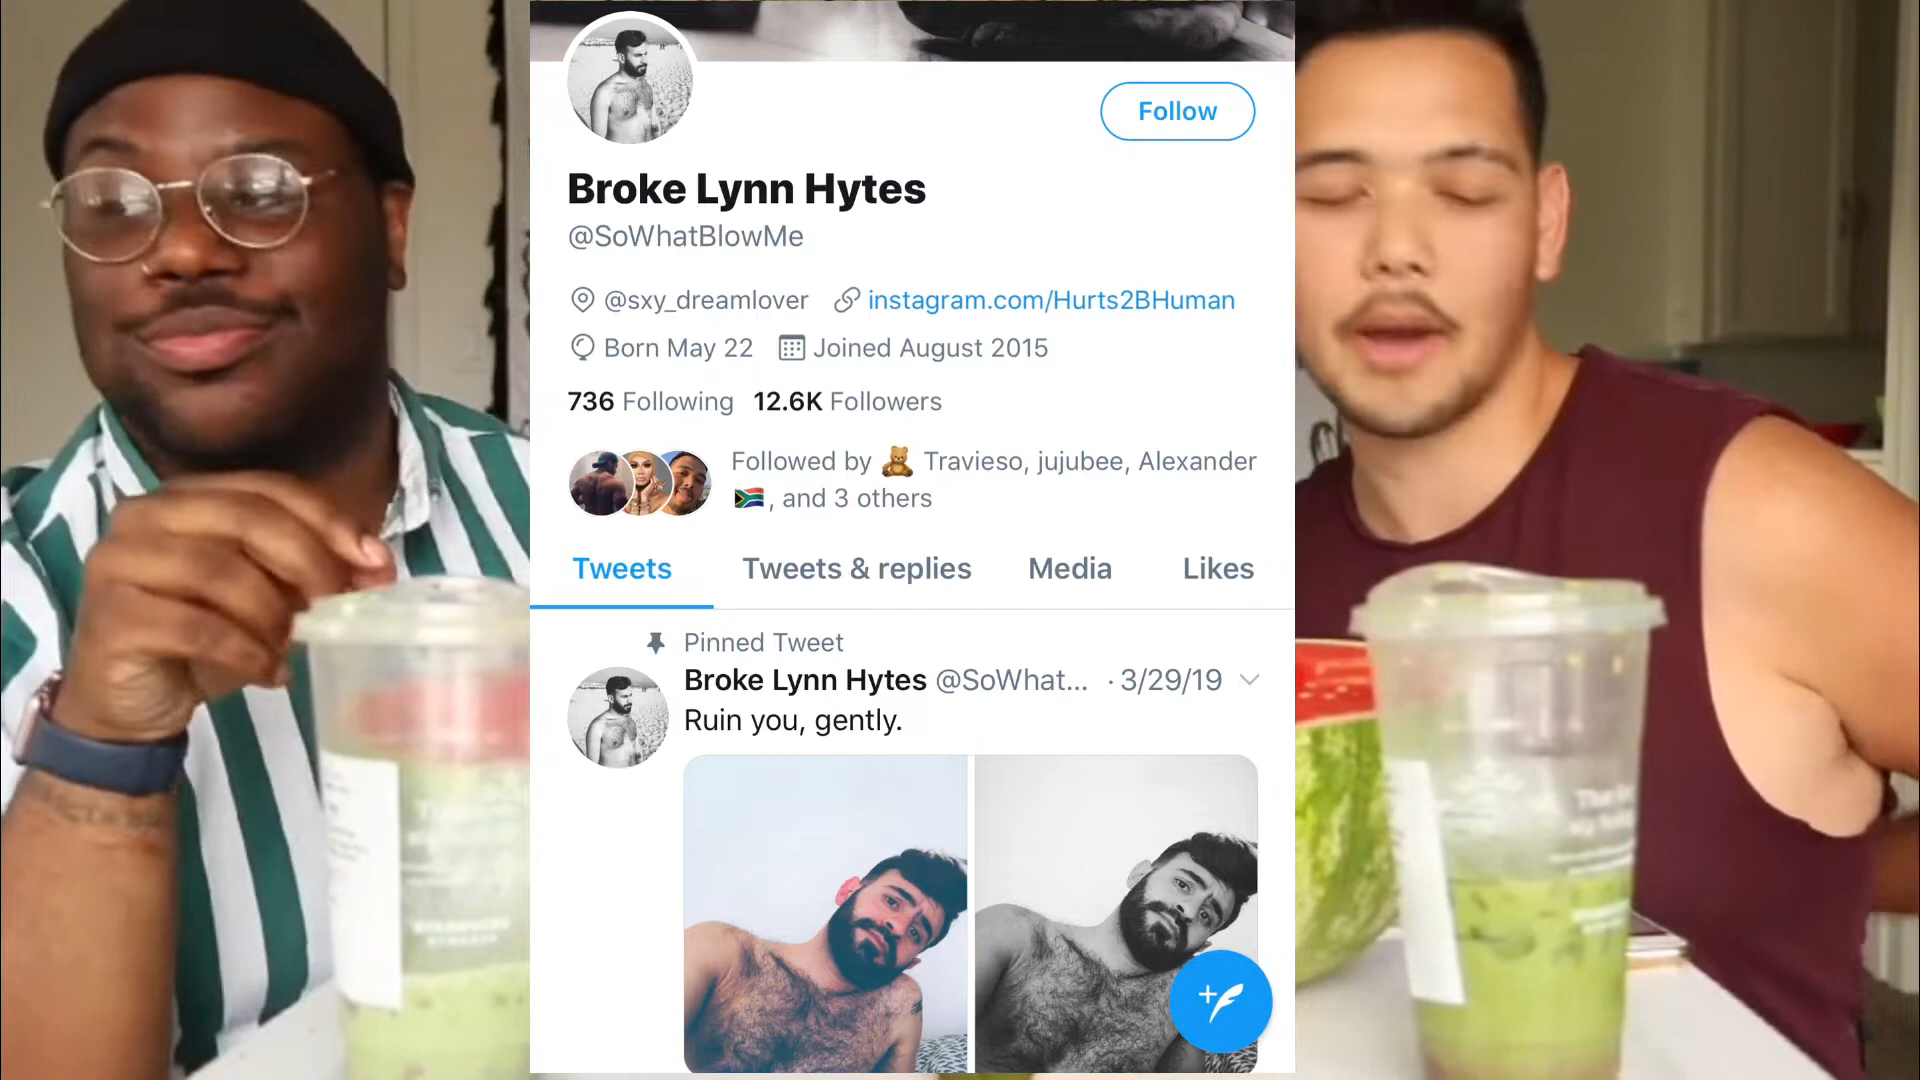 Follow
Broke Lynn Hytes
@SoWhatBlowMe
@sxy_dreamlover instagram.com/Hurts2BHuman
Born May 22 Joined August 2015
736 Following 12.6K Followers
Followed by 🧸 Travieso, jujubee, Alexander
🇿🇦, and 3 others
Tweets Tweets & replies Media Likes
Pinned Tweet
Broke Lynn Hytes @SoWhat... · 3/29/19
Ruin you, gently.